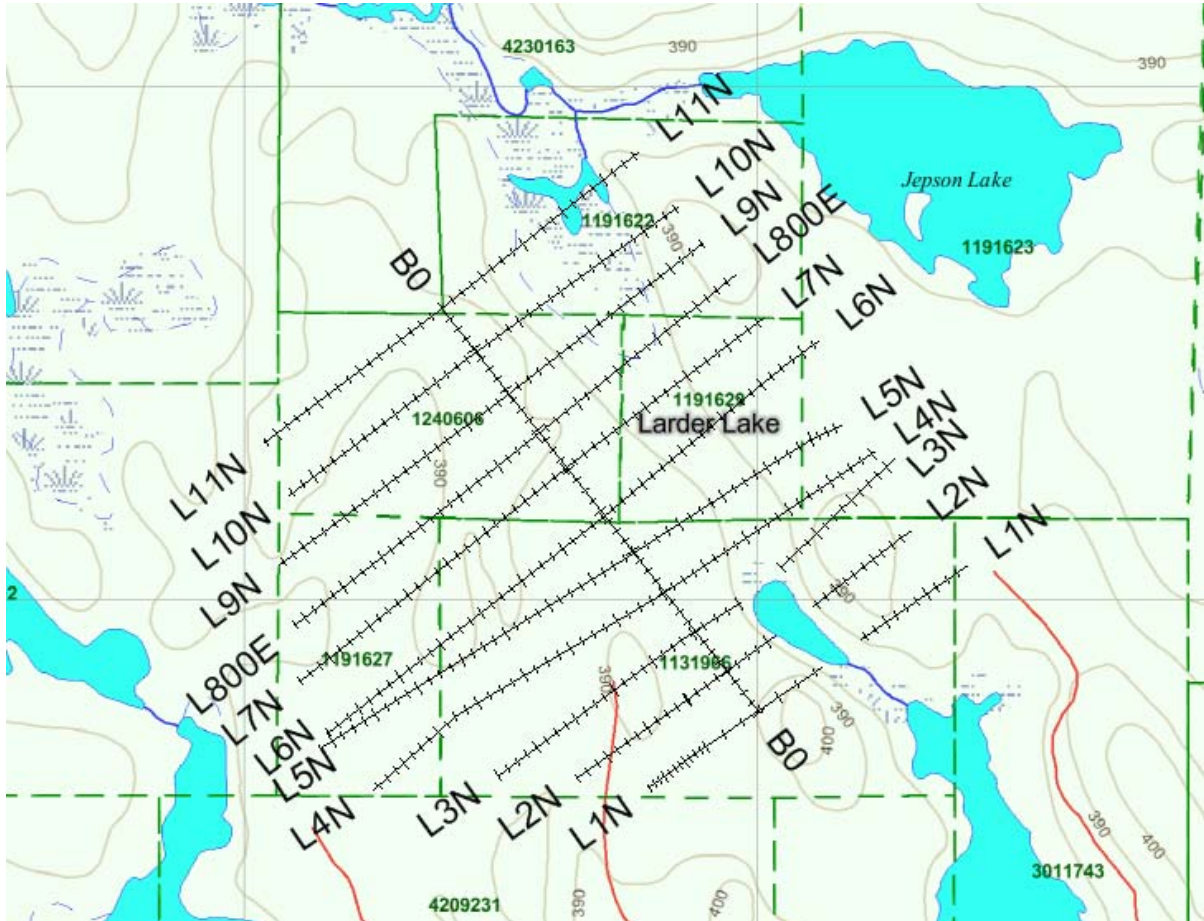 4230163
390
390
L11N
L10N
Jepson Lake
L9N
1191622
L800E
390
1191623
B0
L7N
L6N
1191629
L5N
1240606
Larder Lake
L4N
390
L3N
L11N
L2N
L10N
L1N
2
390
L9N
1191627
1131966
L800E
390
L7N
390
L6N
B0
400
L5N
L4N
L3N
L2N
L1N
390
400
3011743
4209231
390
400